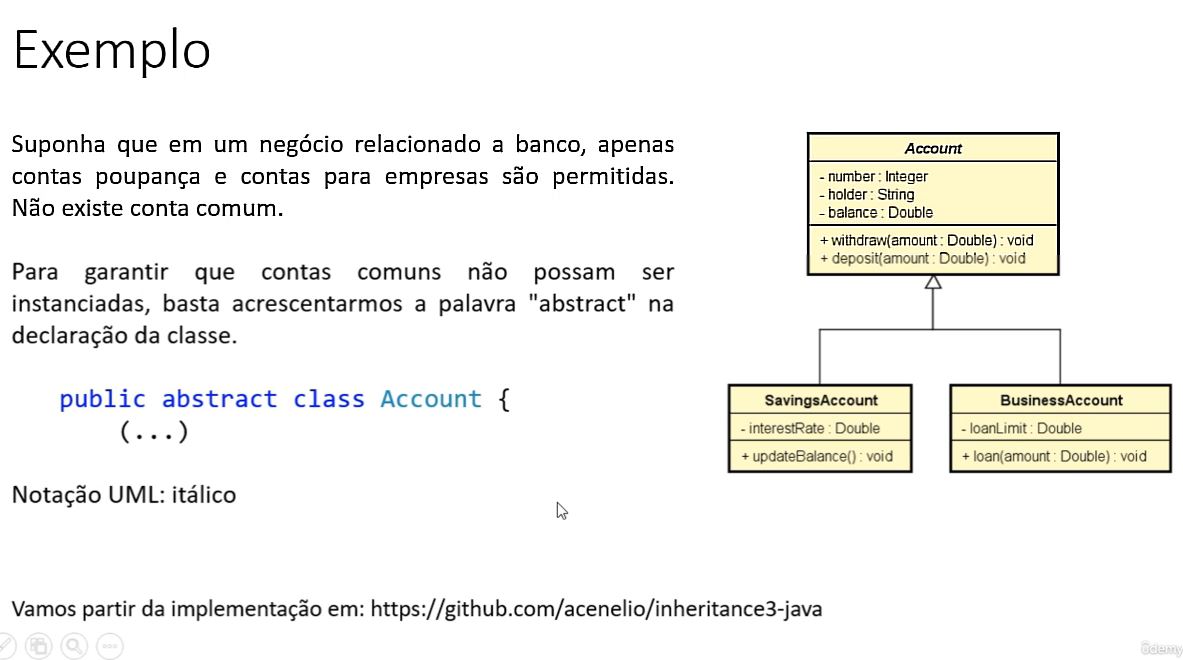 Exemplo
Suponha que em um negócio relacionado a banco, apenas
contas poupança e contas para empresas são permitidas.
Não existe conta comum.
Para garantir que contas comuns não possam ser
instanciadas, basta acrescentarmos a palavra "abstract" na
declaração da classe.
public abstract class Account {
(...)
Notação UML: itálico
Vamos partir da implementação em: https://github.com/acenelio/inheritance3-java
Account
- number : Integer
- holder : String
- balance : Double
+ withdraw(amount : Double) : void
+ deposit(amount : Double) : void
SavingsAccount
- interestRate : Double
+ updateBalance() : void
BusinessAccount
- loanLimit : Double
+ loan(amount : Double) : void
ûdemy